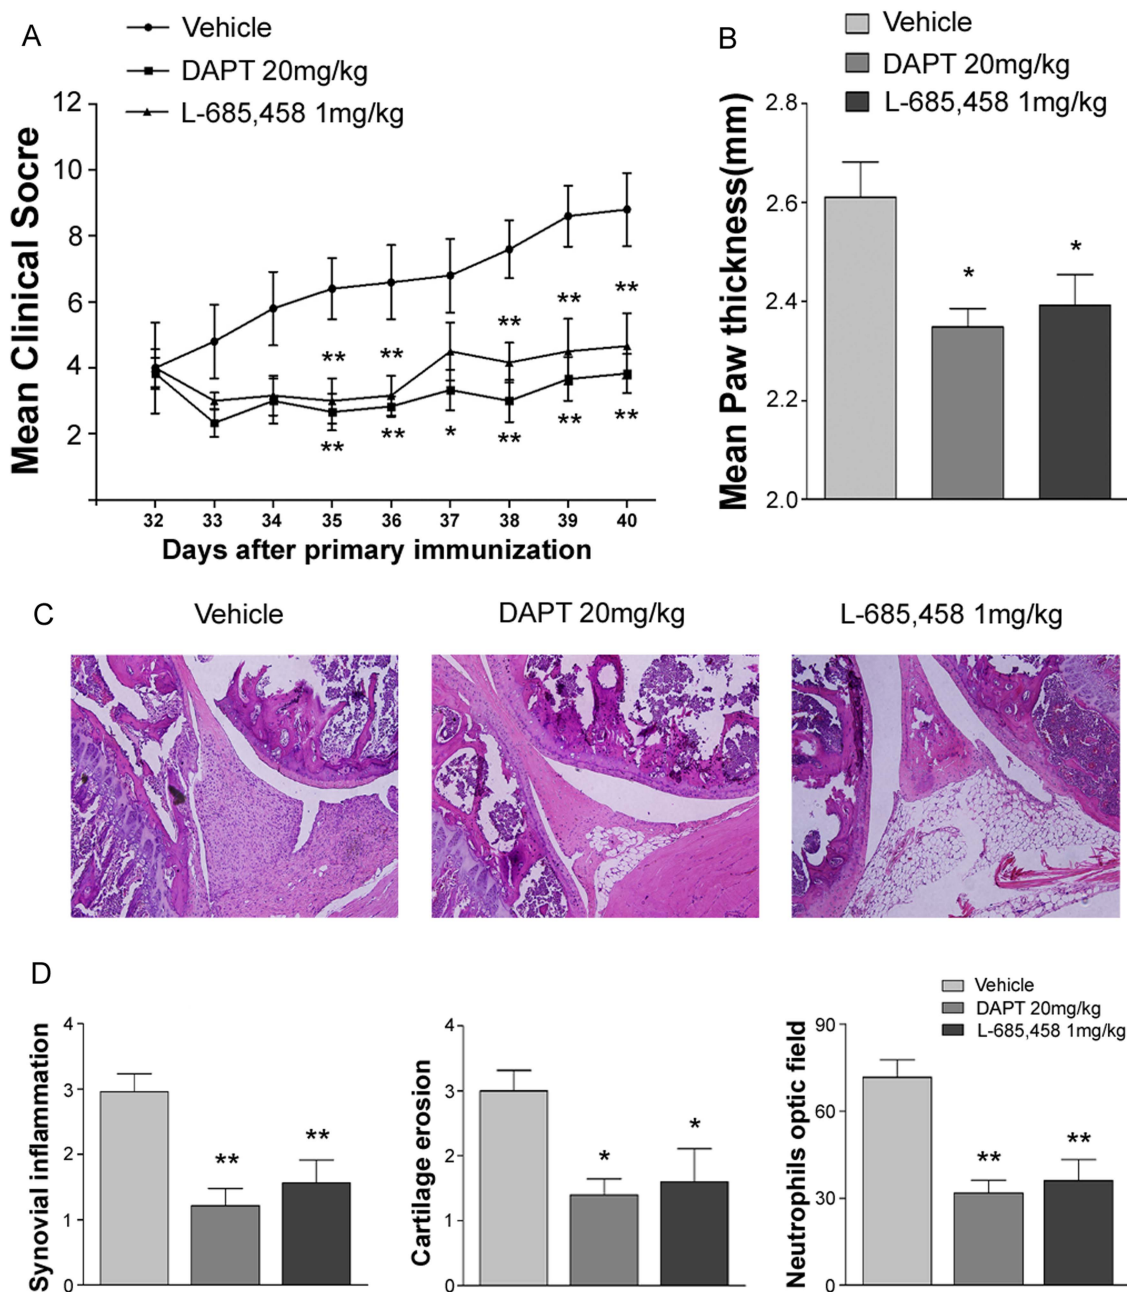 A
Vehicle
DAPT 20mg/kg
L-685,458 1mg/kg
Mean Clinical Socre
12
10
8
6
4
2
** ** ** ** **
** ** * ** ** **
32 33 34 35 36 37 38 39 40
Days after primary immunization
B
Vehicle
DAPT 20mg/kg
L-685,458 1mg/kg
Mean Paw thickness(mm)
2.8
2.6
2.4
2.2
2.0
* *
C
Vehicle
DAPT 20mg/kg
L-685,458 1mg/kg
D
Synovial inflammation
4
3
2
1
0
** **
Cartilage erosion
4
3
2
1
0
* *
Vehicle
DAPT 20mg/kg
L-685,458 1mg/kg
Neutrophils optic field
90
60
30
0
** **